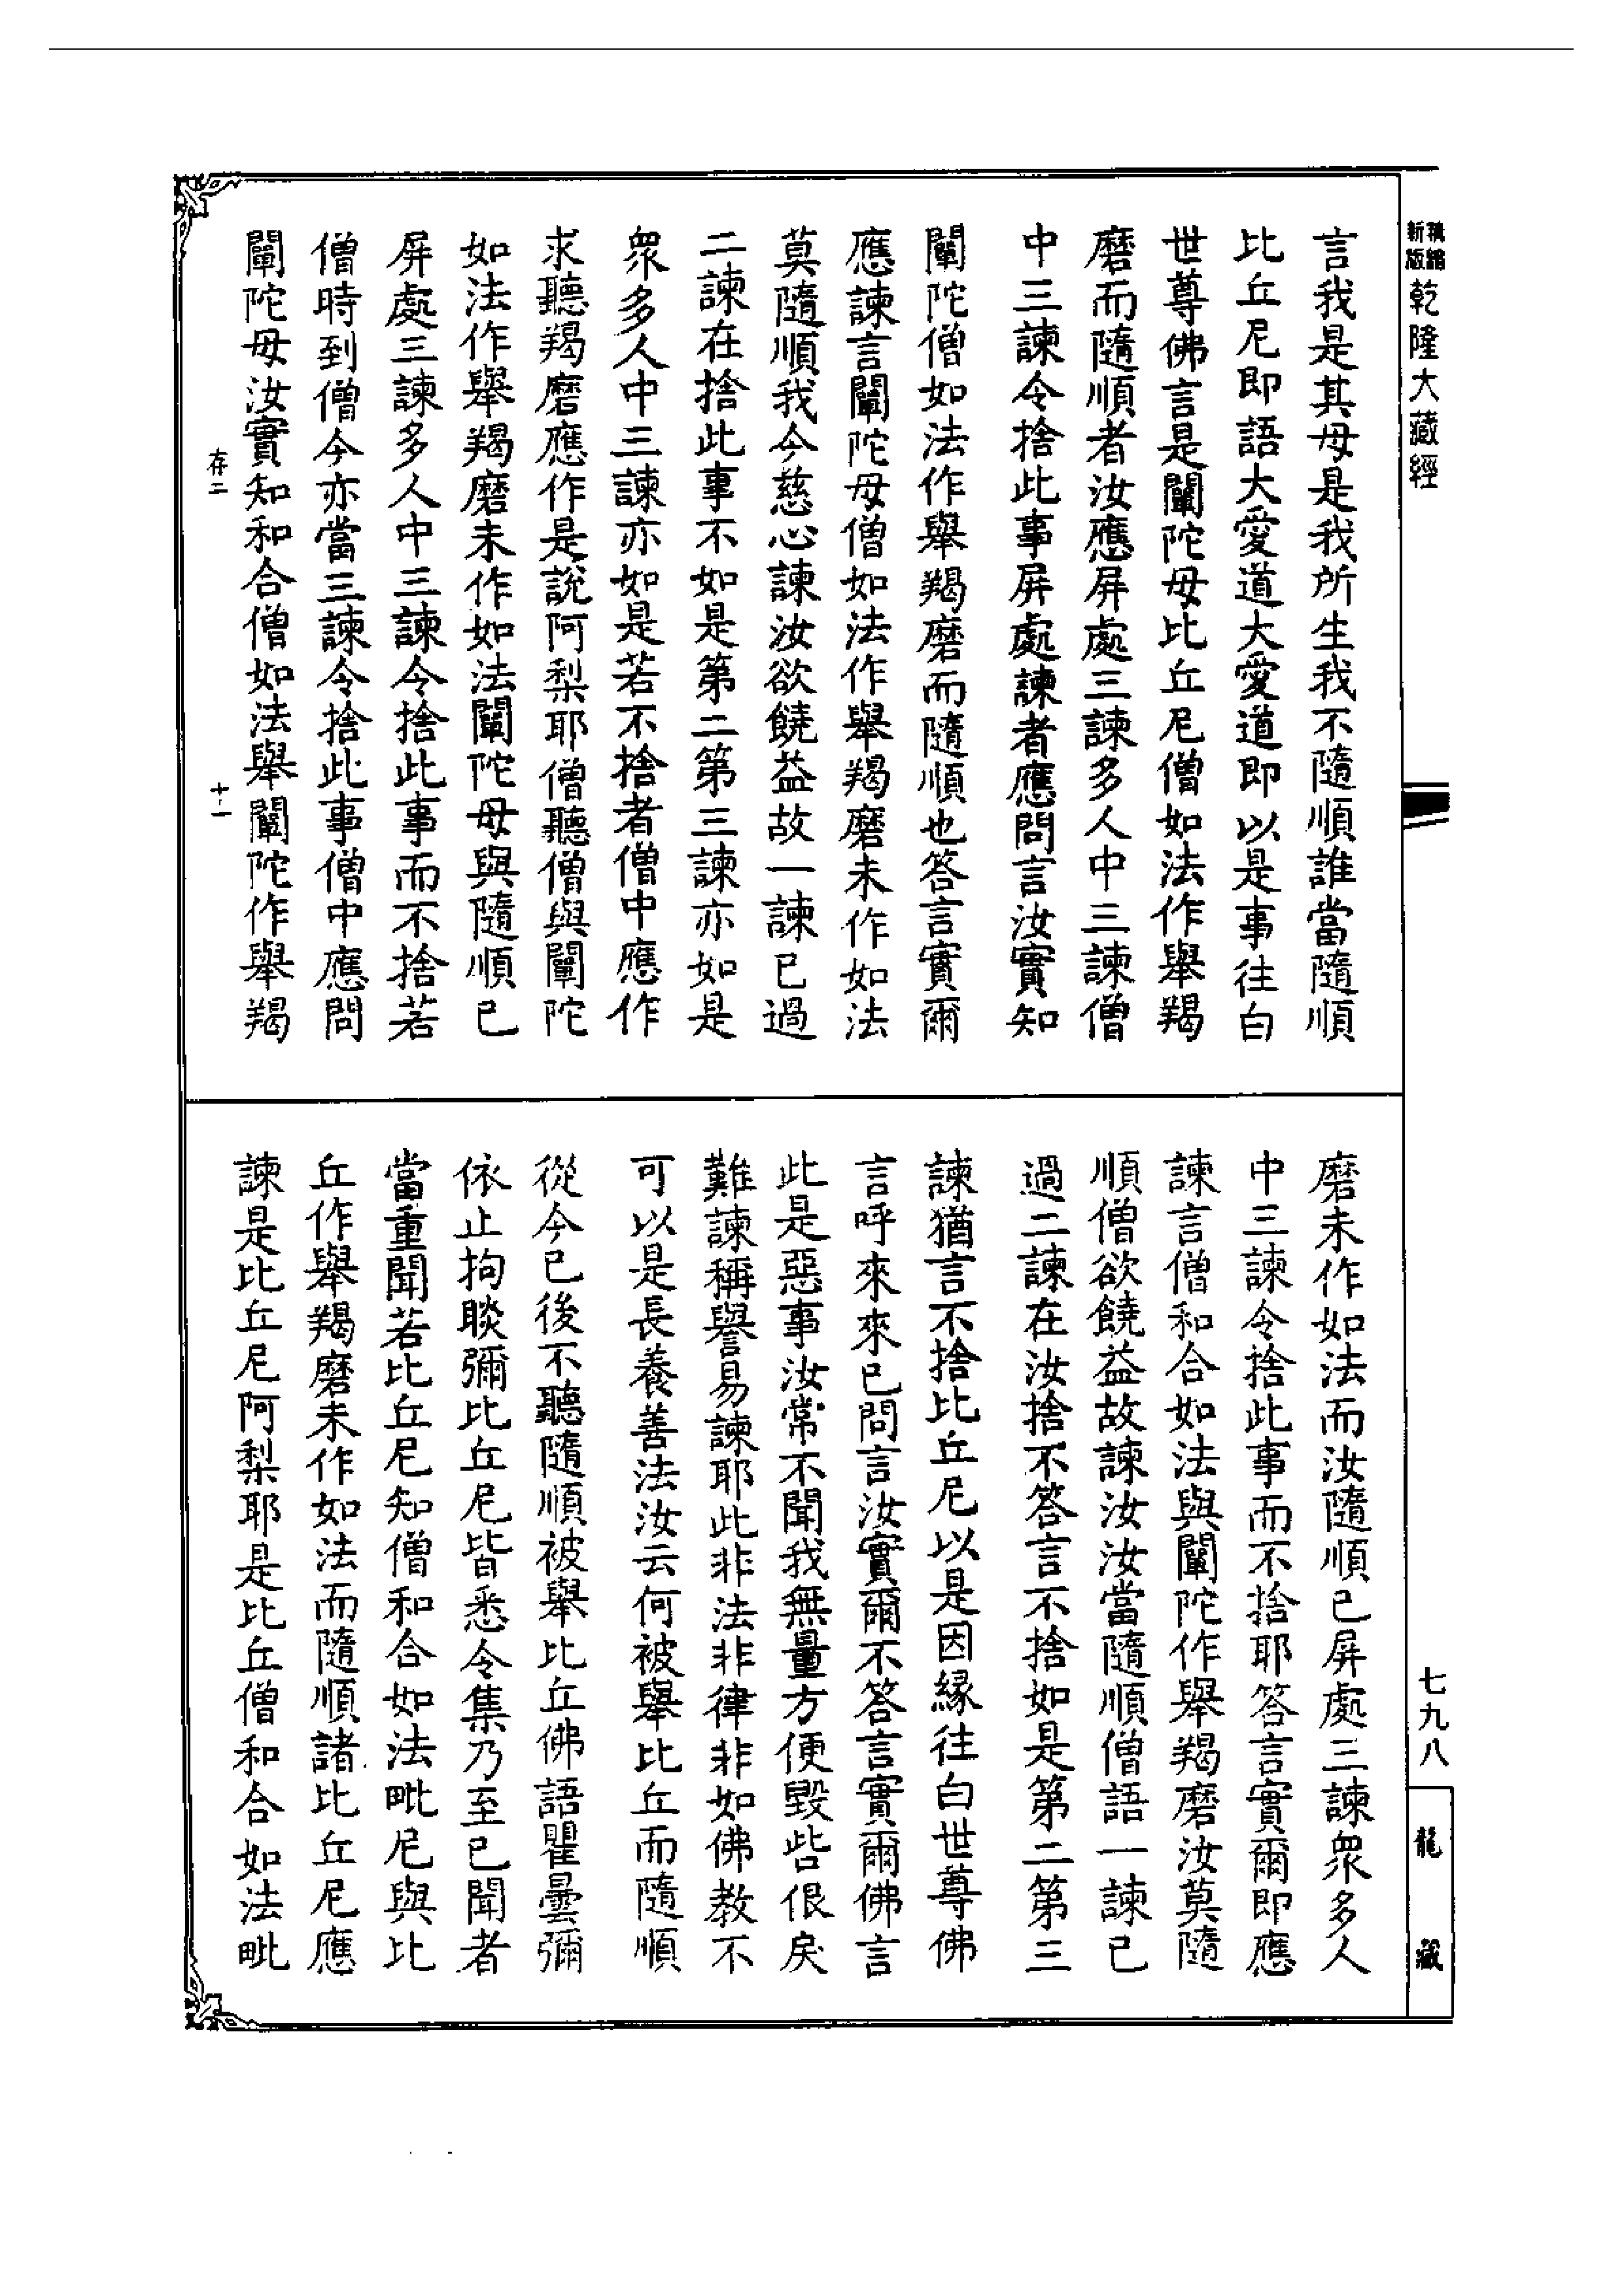 新版精縮乾隆大藏經
七九八
龍藏
言我是其母是我所生我不隨順誰當隨順
比丘尼即語大愛道大愛道即以是事往白
世尊佛言是闡陀母比丘尼僧如法作舉羯
磨而隨順者汝應屏處三諫多人中三諫僧
中三諫令捨此事屏處諫者應問言汝實知
闡陀僧如法作舉羯磨而隨順也答言實爾
應諫言闡陀母僧如法作舉羯磨未作如法
莫隨順我今慈心諫汝欲饒益故一諫已過
二諫在捨此事不如是第二第三諫亦如是
眾多人中三諫亦如是若不捨者僧中應作
求聽羯磨應作是說阿梨耶僧聽僧與闡陀
如法作舉羯磨未作如法闡陀母與隨順已
屏處三諫多人中三諫令捨此事而不捨若
僧時到僧今亦當三諫令捨此事僧中應問
闡陀母汝實知和合僧如法舉闡陀作舉羯
存二
十一
磨未作如法而汝隨順已屏處三諫眾多人
中三諫令捨此事而不捨耶答言實爾即應
諫言僧和合如法與闡陀作舉羯磨汝莫隨
順僧欲饒益故諫汝汝當隨順僧語一諫已
過二諫在汝捨不答言不捨如是第二第三
諫猶言不捨比丘尼以是因緣往白世尊佛
言呼來來已問言汝實爾不答言實爾佛言
此是惡事汝常不聞我無量方便毀呰很戾
難諫稱譽易諫耶此非法非律非如佛教不
可以是長養善法汝云何被舉比丘而隨順
從今已後不聽隨順被舉比丘佛語瞿曇彌
依止拘睒彌比丘尼皆悉令集乃至已聞者
當重聞若比丘尼知僧和合如法毗尼與比
丘作舉羯磨未作如法而隨順諸比丘尼應
諫是比丘尼阿梨耶是比丘僧和合如法毗